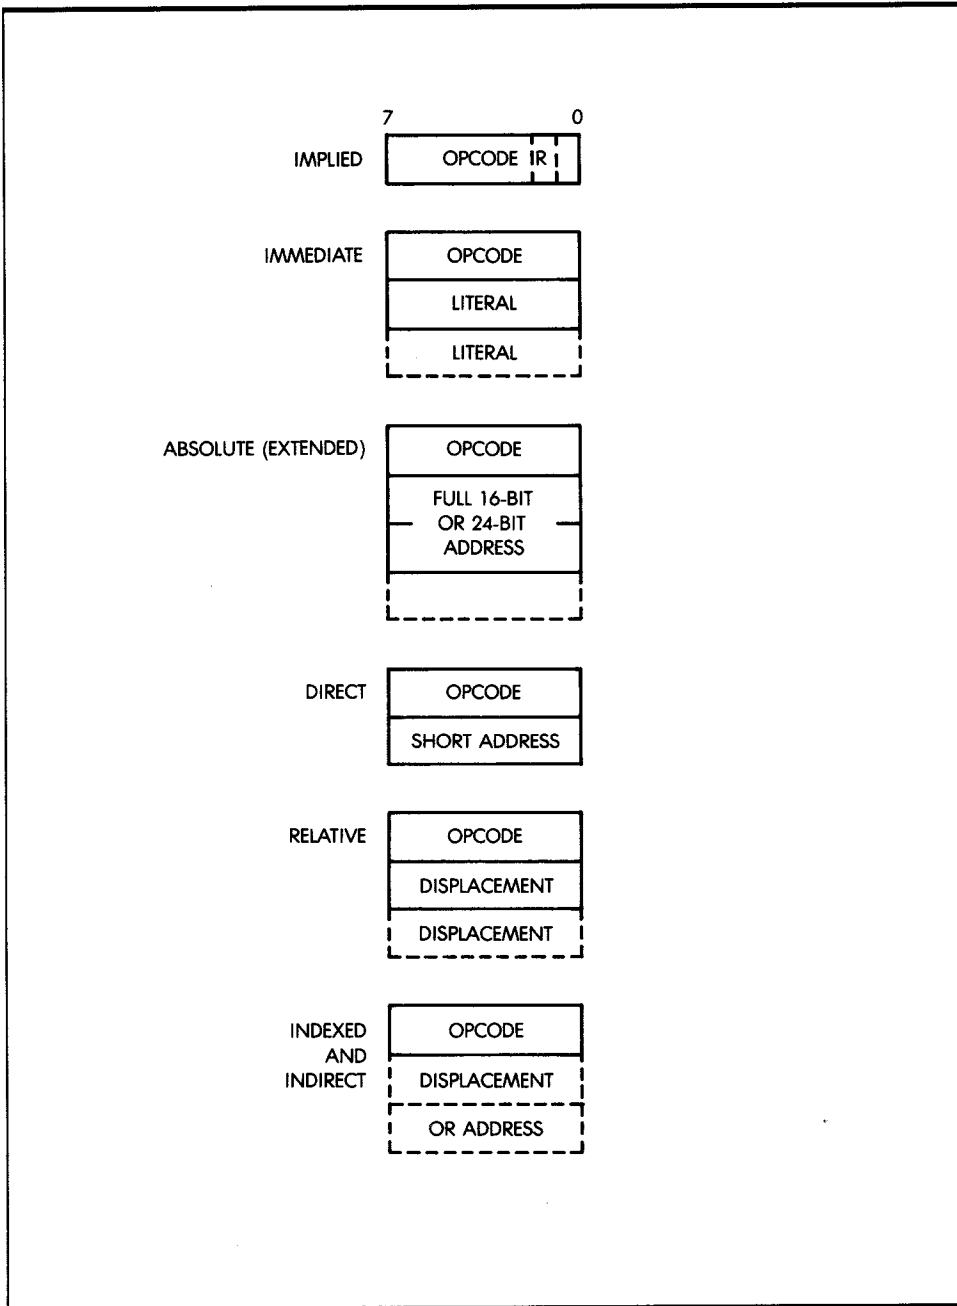 7 0
IMPLIED OPCODE R
IMMEDIATE OPCODE
LITERAL
LITERAL
ABSOLUTE (EXTENDED) OPCODE
FULL 16-BIT
OR 24-BIT
ADDRESS
DIRECT OPCODE
SHORT ADDRESS
RELATIVE OPCODE
DISPLACEMENT
DISPLACEMENT
INDEXED OPCODE
AND
INDIRECT DISPLACEMENT
OR ADDRESS